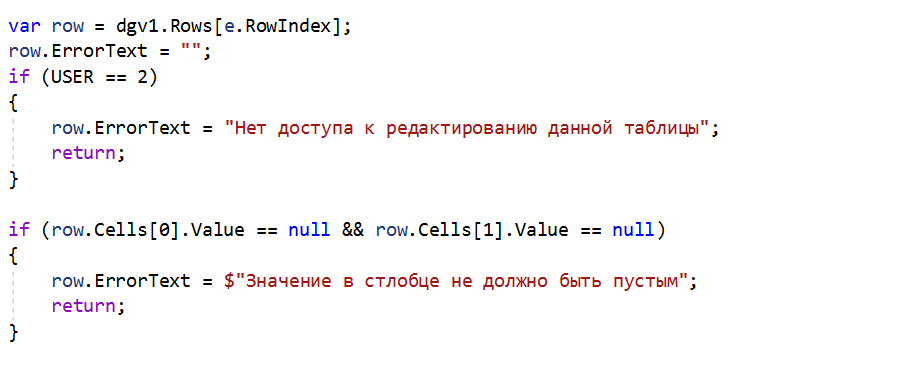 var row = dgv1.Rows[e.RowIndex];
row.ErrorText = "";
if (USER == 2)
{
    row.ErrorText = "Нет доступа к редактированию данной таблицы";
    return;
}
if (row.Cells[0].Value == null && row.Cells[1].Value == null)
{
    row.ErrorText = $"Значение в стлобце не должно быть пустым";
    return;
}